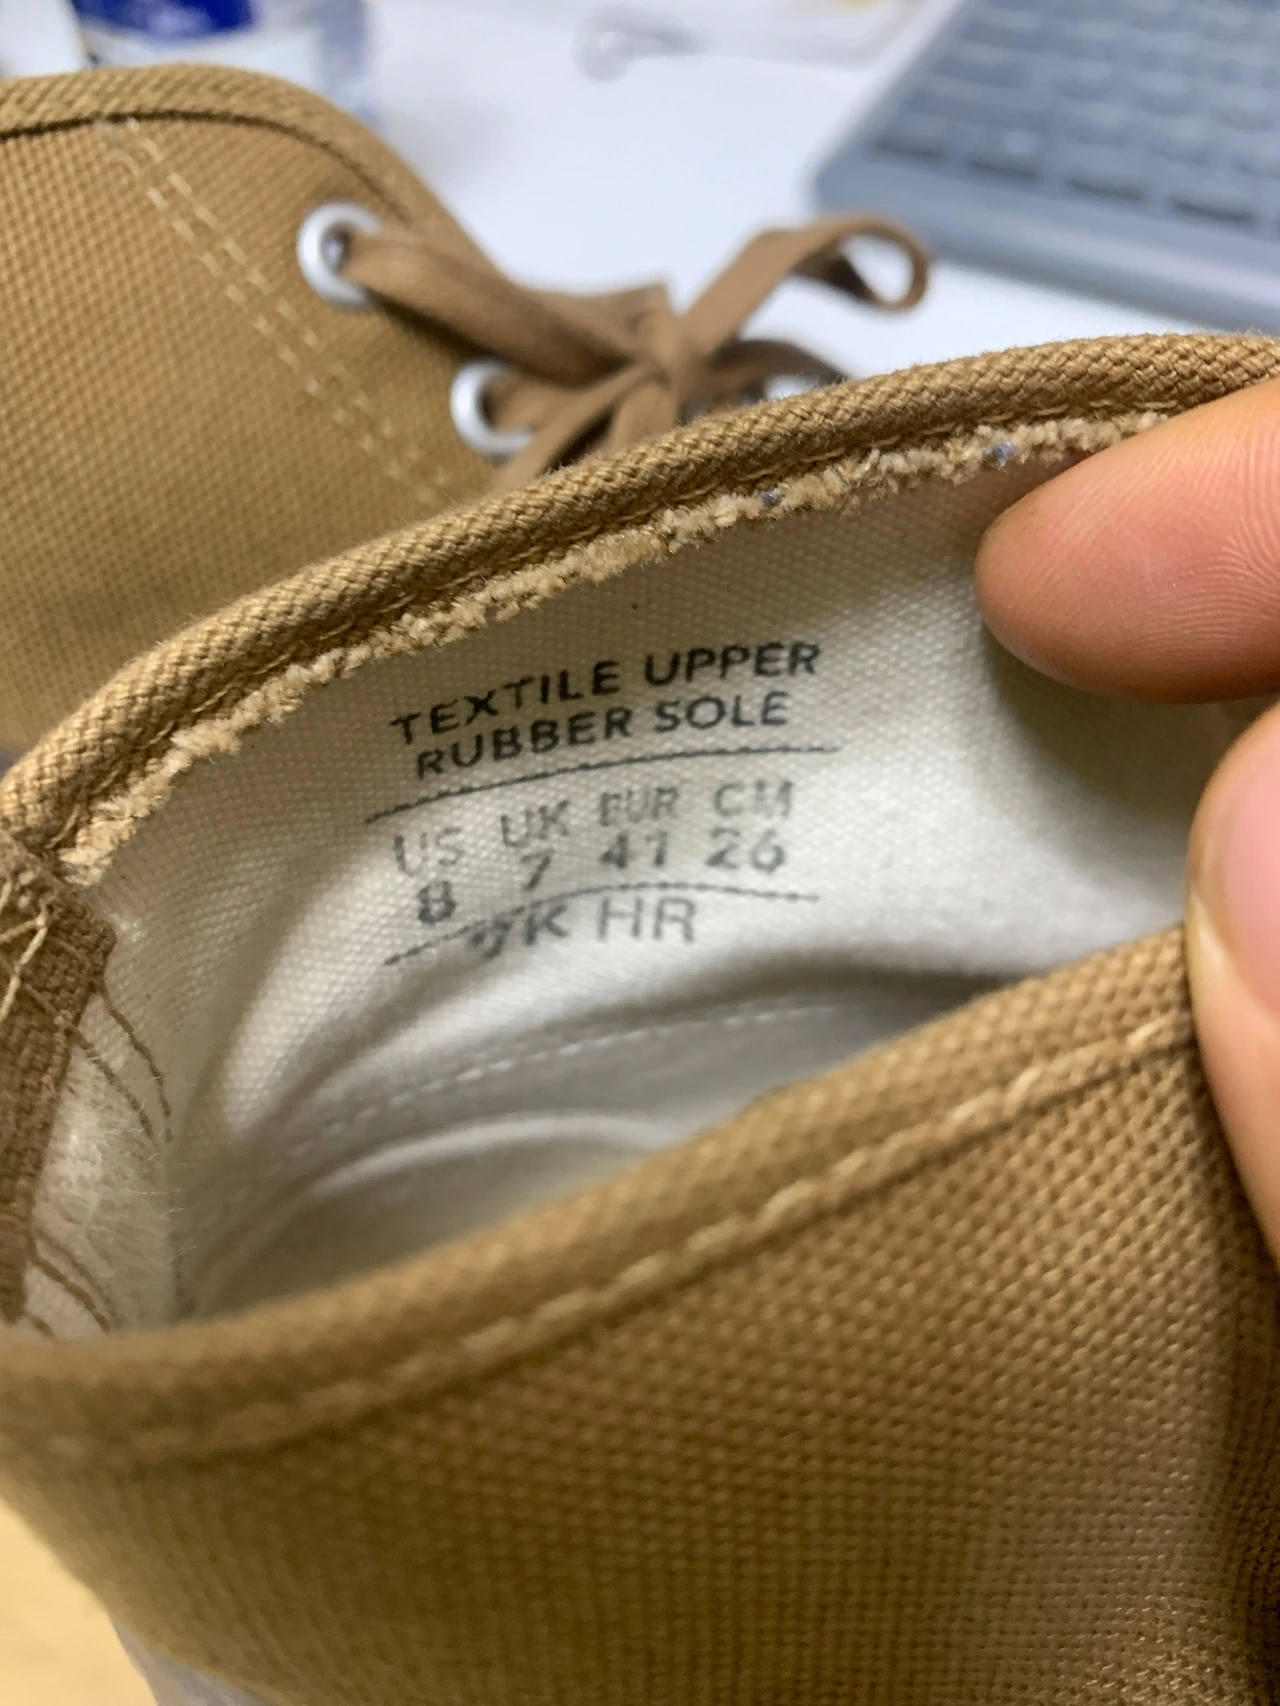 TEXTILE UPPER
RUBBER SOLE
US UK EUR CM
8 7 41 26
HR